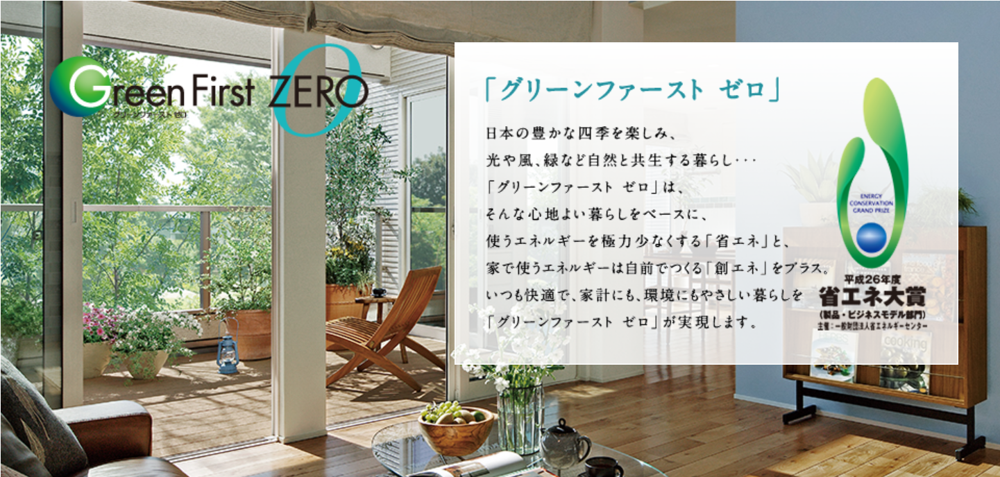 Green First ZERO
グリーンファースト ゼロ
「グリーンファースト ゼロ」
日本の豊かな四季を楽しみ、
光や風、緑など自然と共生する暮らし･･･
「グリーンファースト ゼロ」は、
そんな心地よい暮らしをベースに、
使うエネルギーを極力少なくする「省エネ」と、
家で使うエネルギーは自前でつくる「創エネ」をプラス。
いつも快適で、家計にも、環境にもやさしい暮らしを
「グリーンファースト ゼロ」が実現します。
ENERGY
CONSERVATION
GRAND PRIZE
平成26年度
省エネ大賞
(製品・ビジネスモデル部門)
主催：一般財団法人省エネルギーセンター
cooking